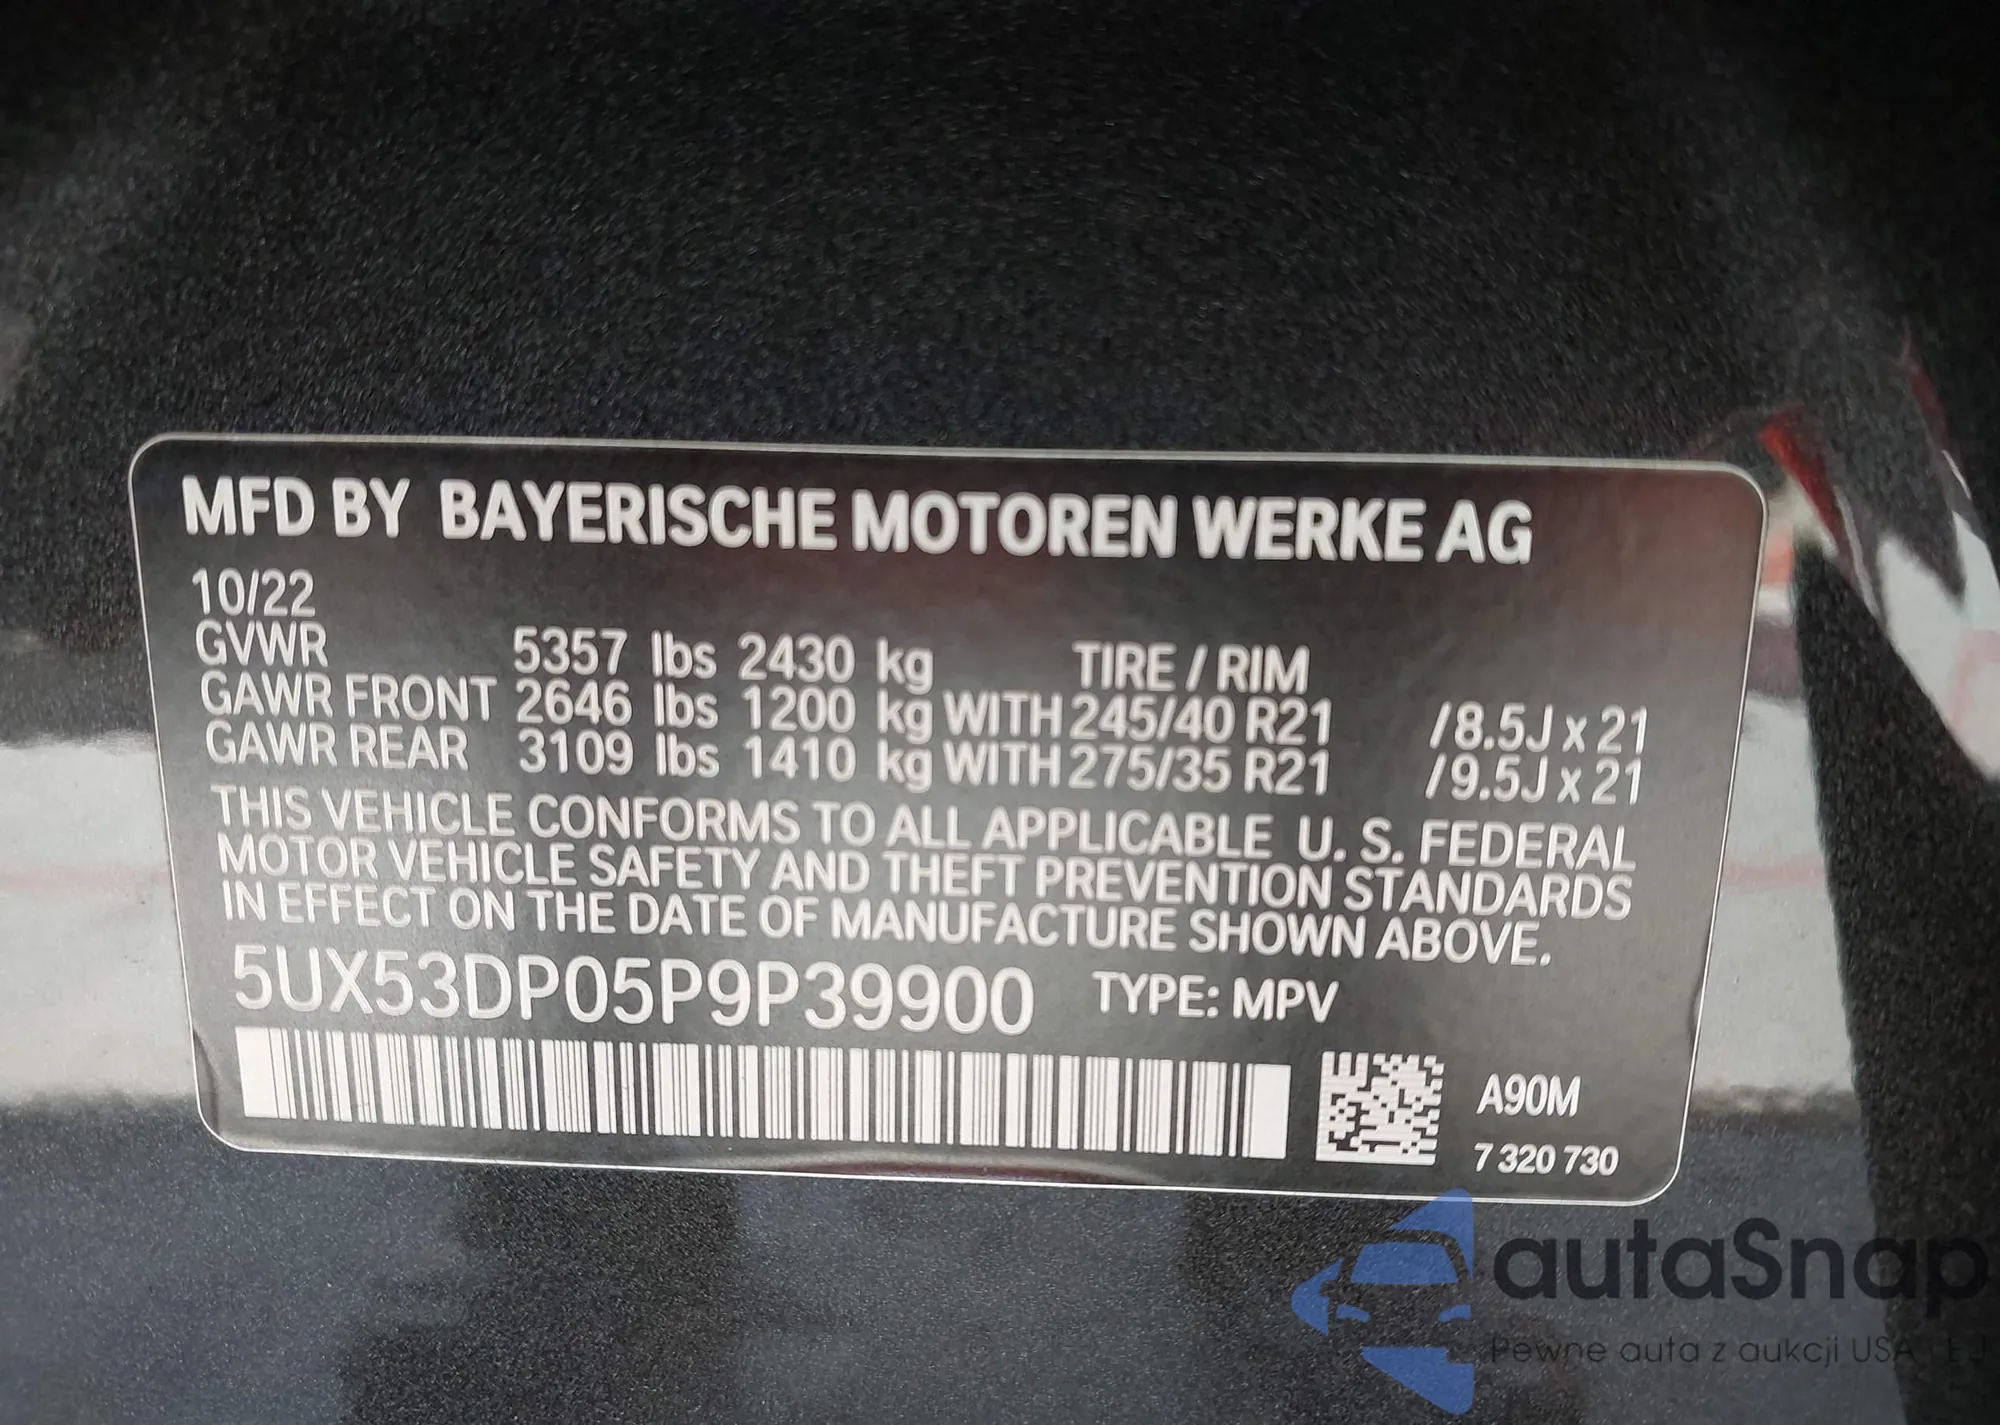 MFD BY BAYERISCHE MOTOREN WERKE AG
10/22
GVWR 5357 lbs 2430 kg TIRE / RIM
GAWR FRONT 2646 lbs 1200 kg WITH 245/40 R21 /8.5J x 21
GAWR REAR 3109 lbs 1410 kg WITH 275/35 R21 /9.5J x 21
THIS VEHICLE CONFORMS TO ALL APPLICABLE U. S. FEDERAL
MOTOR VEHICLE SAFETY AND THEFT PREVENTION STANDARDS
IN EFFECT ON THE DATE OF MANUFACTURE SHOWN ABOVE.
5UX53DP05P9P39900 TYPE: MPV
A90M
7 320 730
autaSnap
Pewne auta z aukcji USA i EU